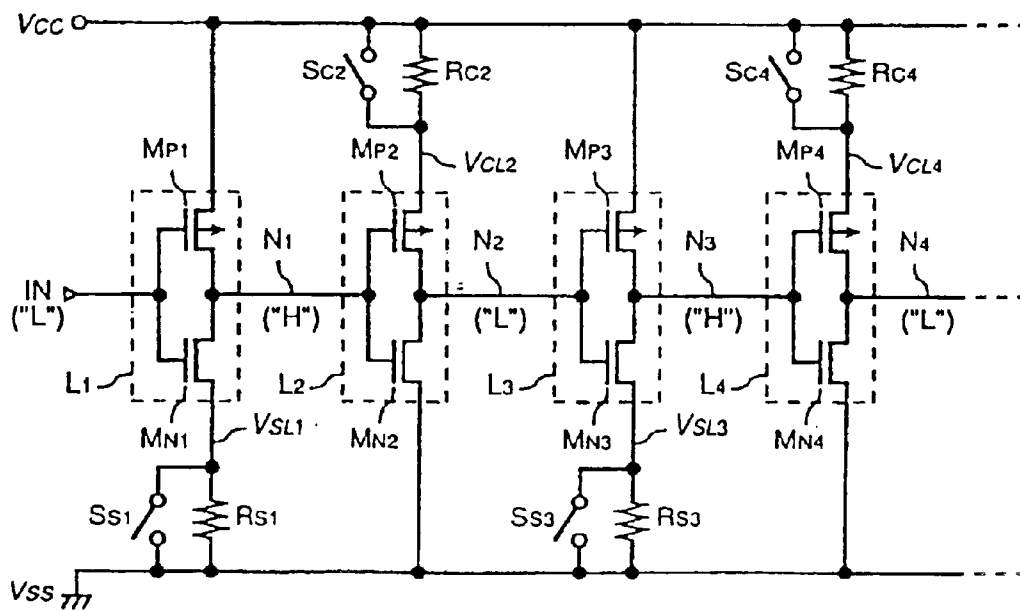 VCC
SC2 RC2 SC4 RC4
MP1 MP2 VCL2 MP3 MP4 VCL4
N1 N2 N3 N4
IN
("L") ("H") ("L") ("H") ("L")
L1 L2 L3 L4
MN1 VSL1 MN2 MN3 VSL3 MN4
SS1 RS1 SS3 RS3
VSS